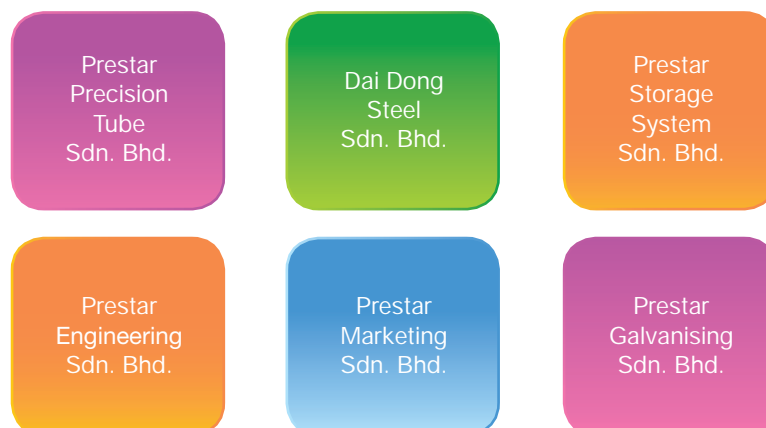 Prestar
Precision
Tube
Sdn. Bhd.
Dai Dong
Steel
Sdn. Bhd.
Prestar
Storage
System
Sdn. Bhd.
Prestar
Engineering
Sdn. Bhd.
Prestar
Marketing
Sdn. Bhd.
Prestar
Galvanising
Sdn. Bhd.